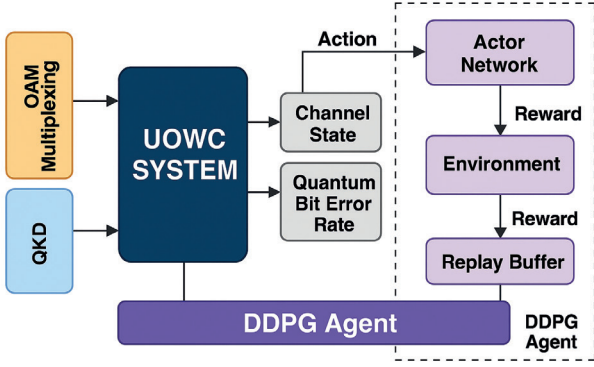 OAM
Multiplexing
QKD
UOWC
SYSTEM
Channel
State
Quantum
Bit Error
Rate
Action
Actor
Network
Reward
Environment
Reward
Replay Buffer
DDPG Agent
DDPG
Agent